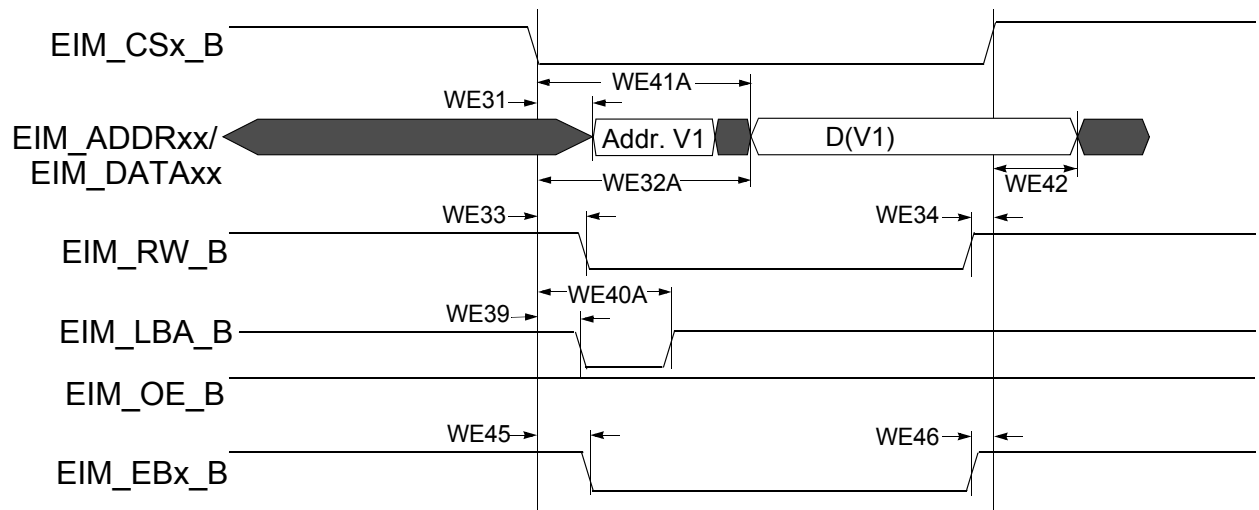 EIM_CSx_B
WE41A
WE31
EIM_ADDRxx/
EIM_DATAxx
Addr. V1
D(V1)
WE32A
WE42
WE33
WE34
EIM_RW_B
WE40A
WE39
EIM_LBA_B
EIM_OE_B
WE45
WE46
EIM_EBx_B